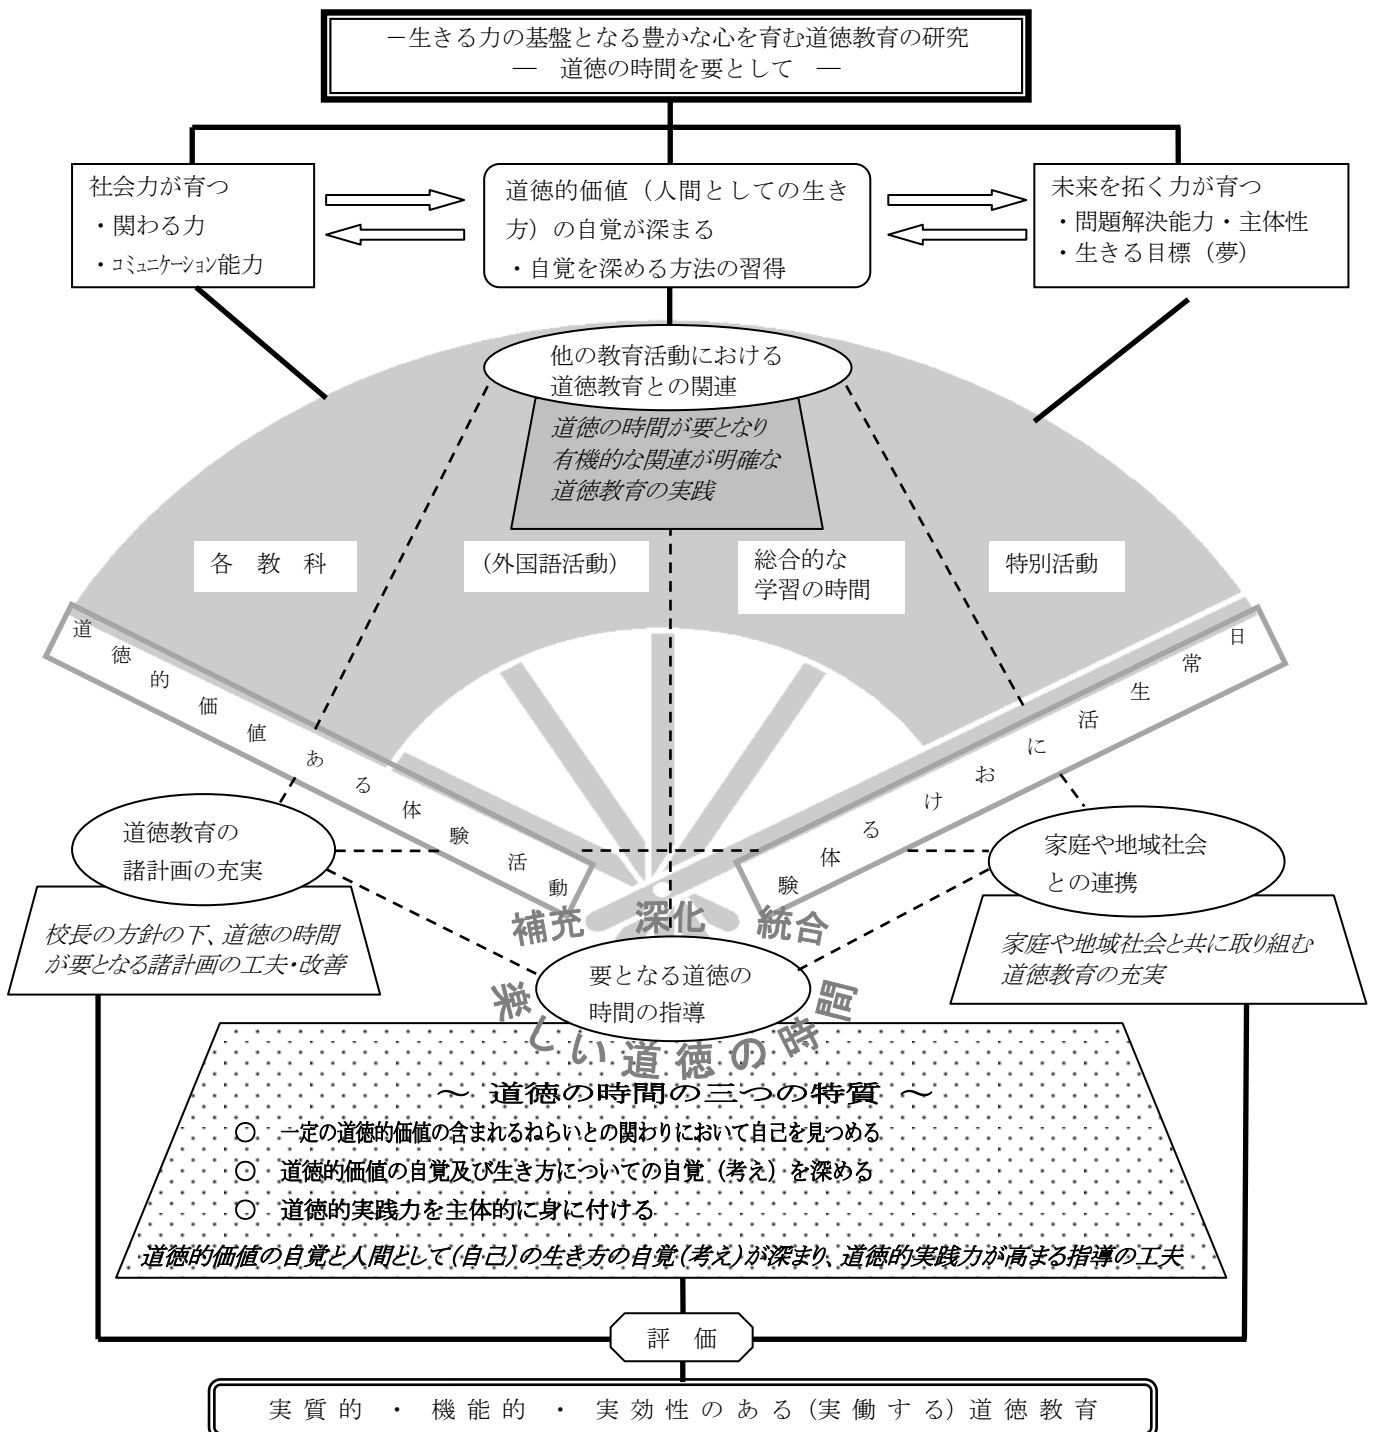 －生きる力の基盤となる豊かな心を育む道徳教育の研究
―　道徳の時間を要として　―
社会力が育つ
・関わる力
・コミュニケーション能力
道徳的価値（人間としての生き
方）の自覚が深まる
・自覚を深める方法の習得
未来を拓く力が育つ
・問題解決能力・主体性
・生きる目標（夢）
他の教育活動における
道徳教育との関連
道徳の時間が要となり
有機的な関連が明確な
道徳教育の実践
各　教　科
（外国語活動）
総合的な
学習の時間
特別活動
道徳的価値ある体験活動
日常生活における体験
道徳教育の
諸計画の充実
校長の方針の下、道徳の時間
が要となる諸計画の工夫・改善
家庭や地域社会
との連携
家庭や地域社会と共に取り組む
道徳教育の充実
補充　深化　統合
要となる道徳の
時間の指導
楽しい道徳の時間
～ 道徳の時間の三つの特質 ～
○　一定の道徳的価値の含まれるねらいとの関わりにおいて自己を見つめる
○　道徳的価値の自覚及び生き方についての自覚（考え）を深める
○　道徳的実践力を主体的に身に付ける
道徳的価値の自覚と人間として（自己）の生き方の自覚（考え）が深まり、道徳的実践力が高まる指導の工夫
評　価
実質的・機能的・実効性のある（実働する）道徳教育